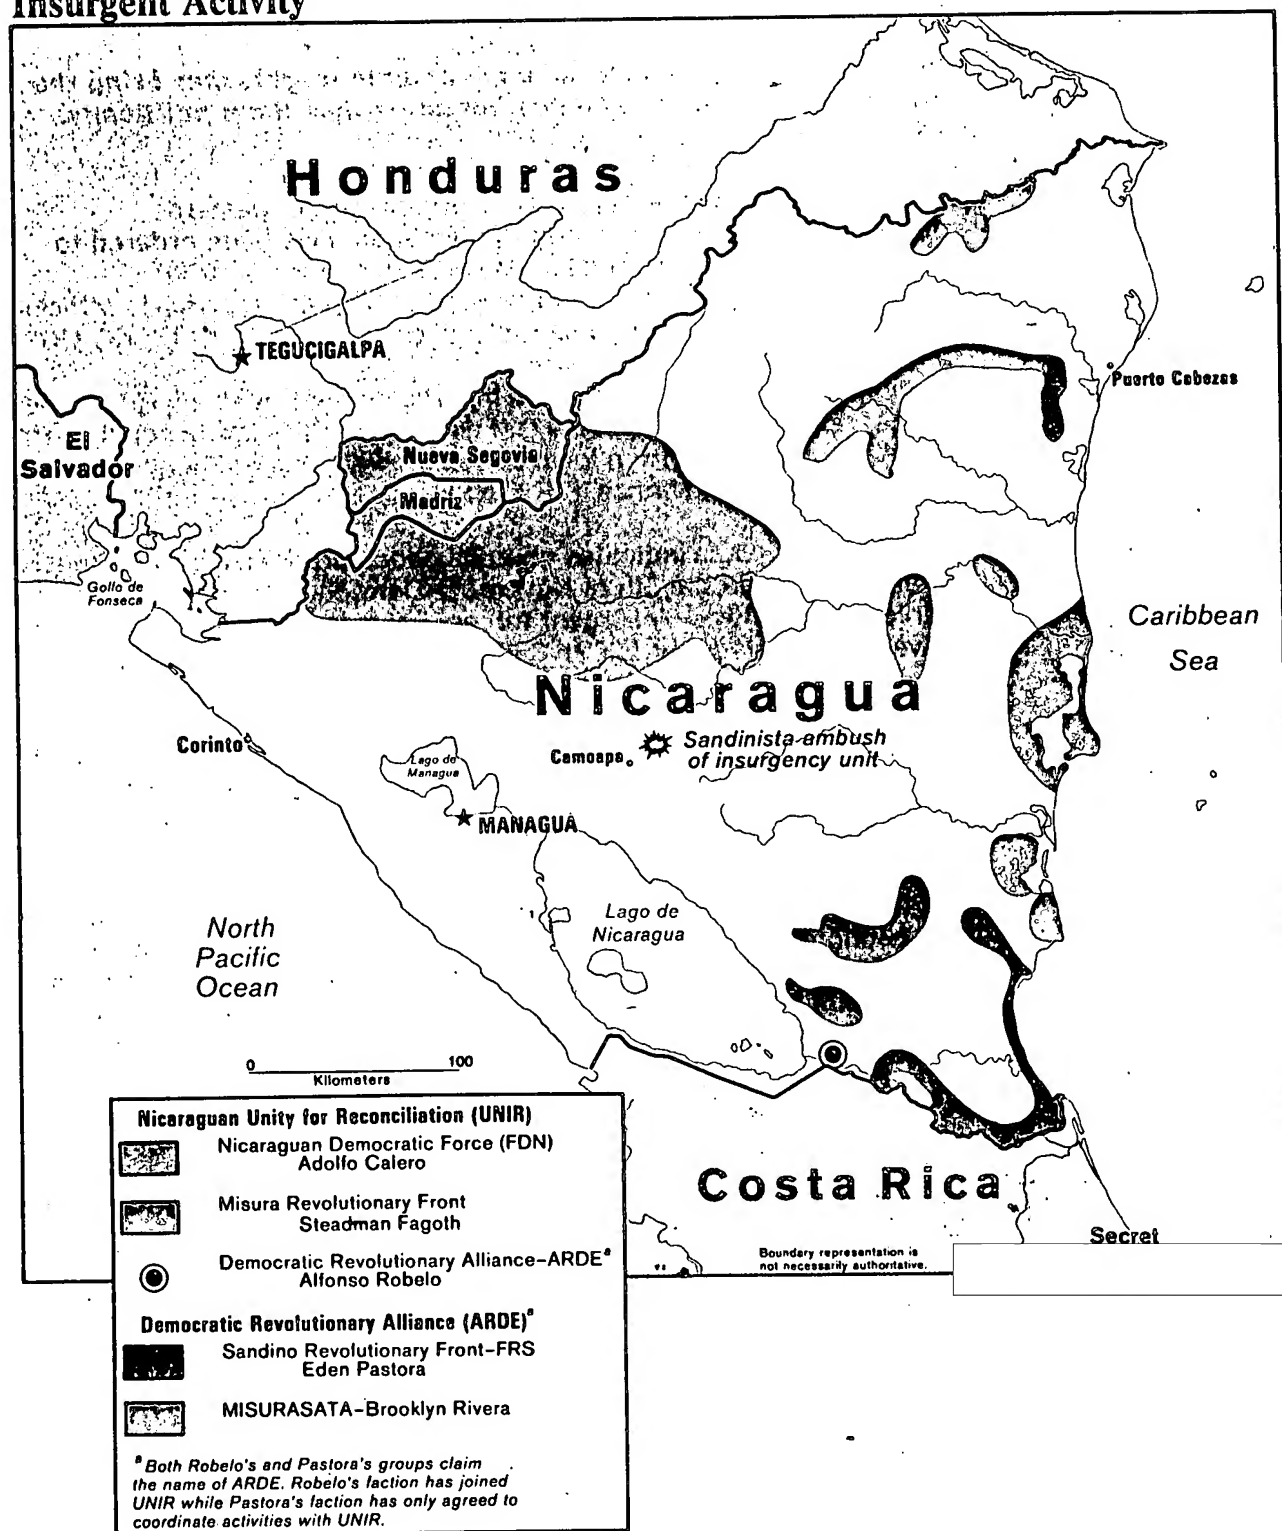 Insurgent Activity
Honduras
TEGUCIGALPA
Puerto Cabezas
El
Salvador
Nueva Segovia
Madriz
Golfo de
Fonseca
Caribbean
Sea
Nicaragua
Corinto
Camoapa
Sandinista ambush
of insurgency unit
Lago de
Managua
MANAGUA
North
Pacific
Ocean
Lago de
Nicaragua
0 100
Kilometers
Costa Rica
Secret
Boundary representation is
not necessarily authoritative.
Nicaraguan Unity for Reconciliation (UNIR)
Nicaraguan Democratic Force (FDN)
Adolfo Calero
Misura Revolutionary Front
Steadman Fagoth
Democratic Revolutionary Alliance-ARDEª
Alfonso Robelo
Democratic Revolutionary Alliance (ARDE)ª
Sandino Revolutionary Front-FRS
Eden Pastora
MISURASATA-Brooklyn Rivera
ª Both Robelo's and Pastora's groups claim
the name of ARDE. Robelo's faction has joined
UNIR while Pastora's faction has only agreed to
coordinate activities with UNIR.